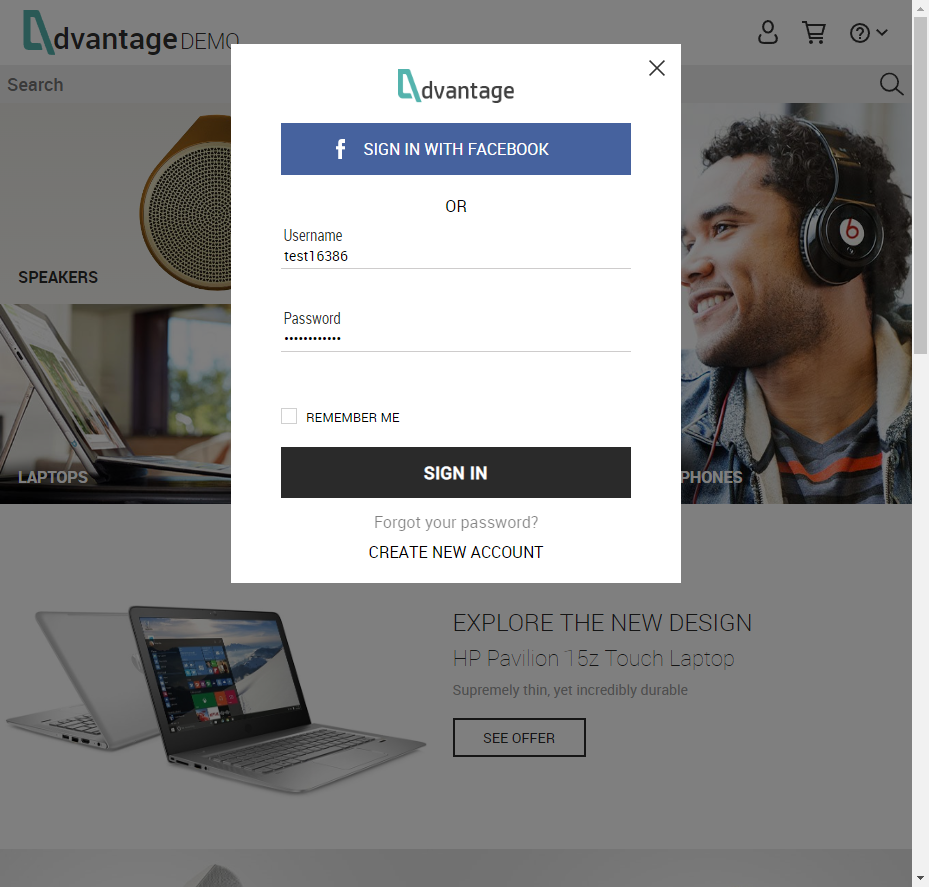 dvantage DEMO
Search
dvantage
SIGN IN WITH FACEBOOK
OR
Username
test16386
SPEAKERS
Password
••••••••••••
REMEMBER ME
SIGN IN
LAPTOPS
PHONES
Forgot your password?
CREATE NEW ACCOUNT
EXPLORE THE NEW DESIGN
HP Pavilion 15z Touch Laptop
Supremely thin, yet incredibly durable
SEE OFFER